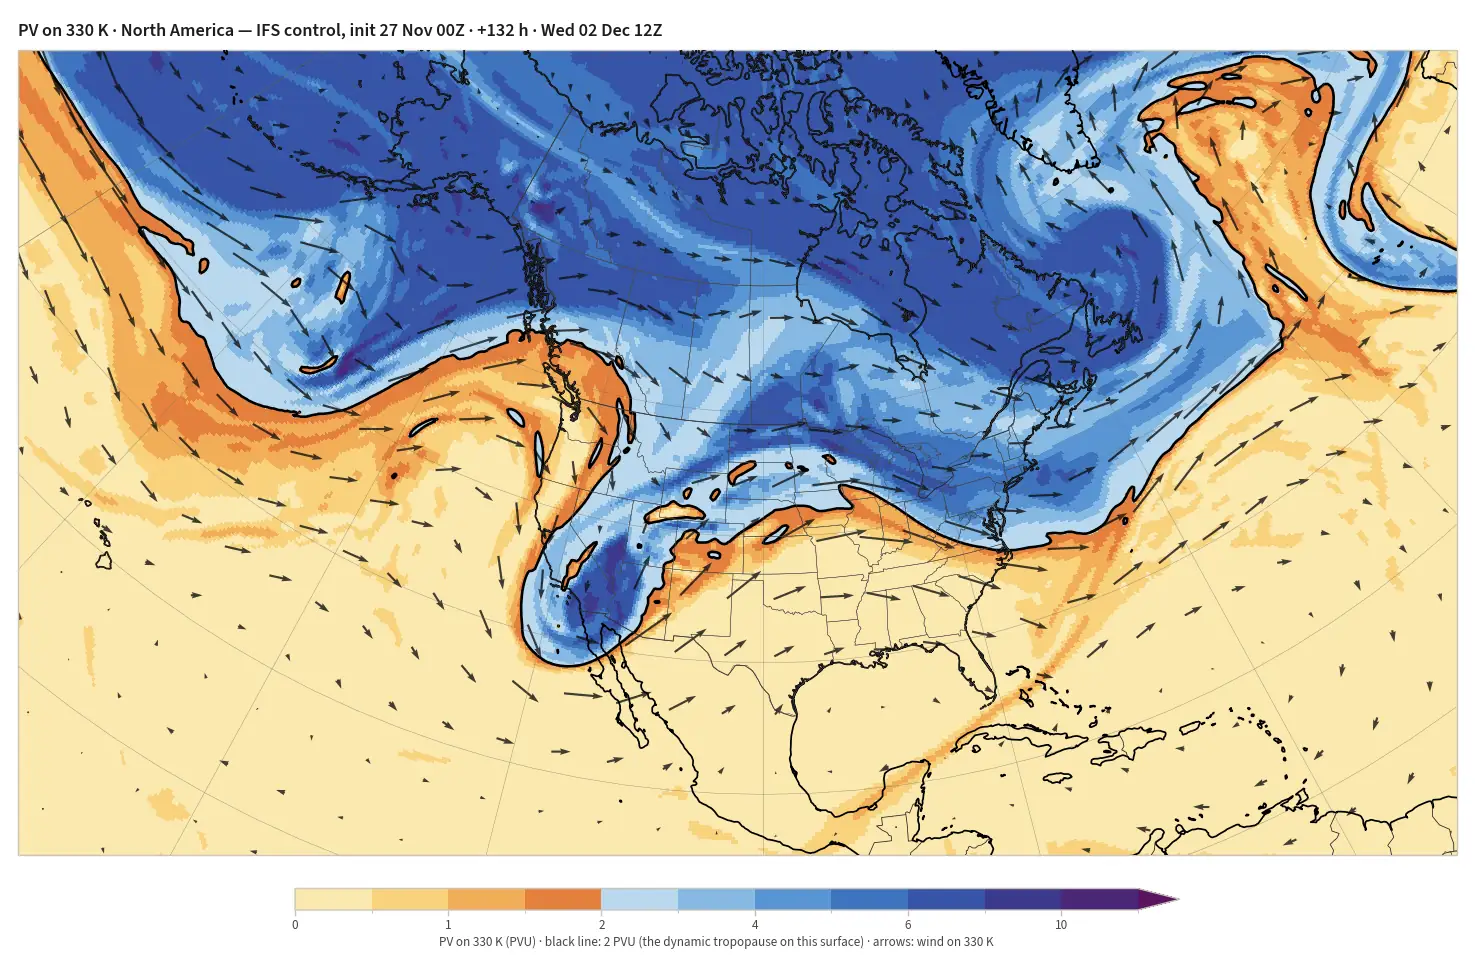 PV on 330 K · North America — IFS control, init 27 Nov 00Z · +132 h · Wed 02 Dec 12Z
0 1 2 4 6 10
PV on 330 K (PVU) · black line: 2 PVU (the dynamic tropopause on this surface) · arrows: wind on 330 K